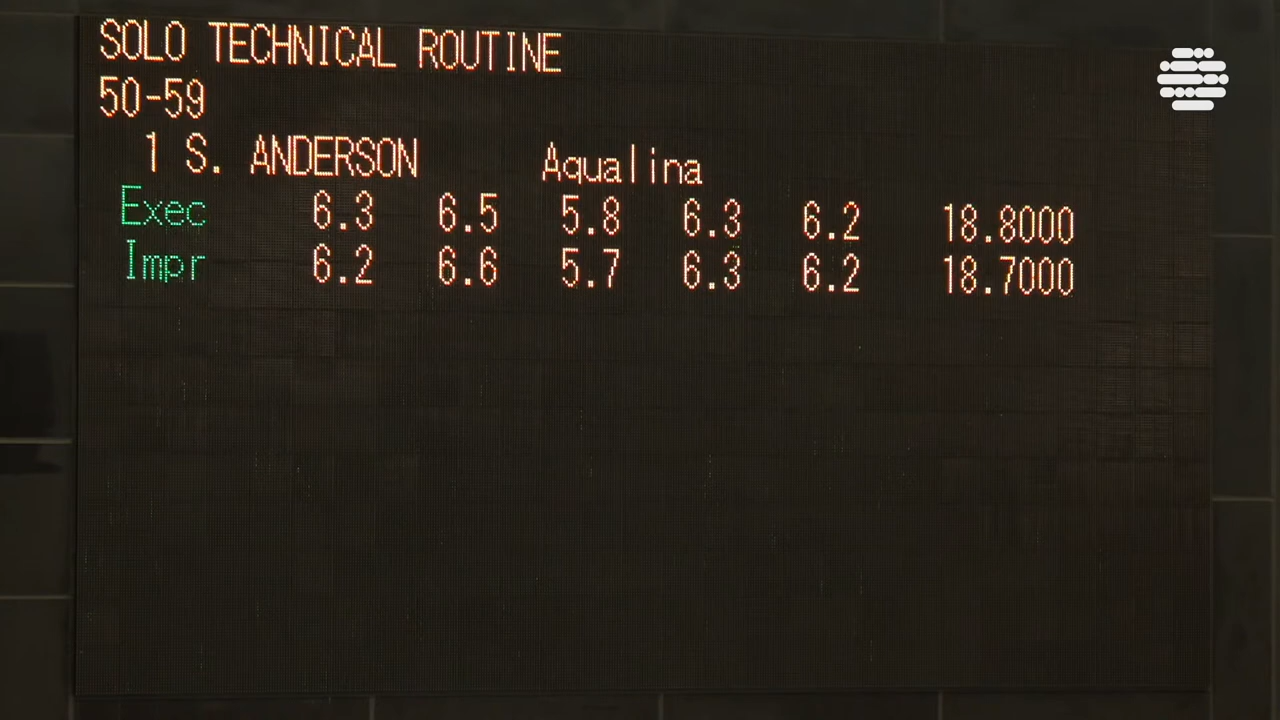 SOLO TECHNICAL ROUTINE
50-59
1 S. ANDERSON Aqualina
Exec 6.3 6.5 5.8 6.3 6.2 18.8000
Impr 6.2 6.6 5.7 6.3 6.2 18.7000